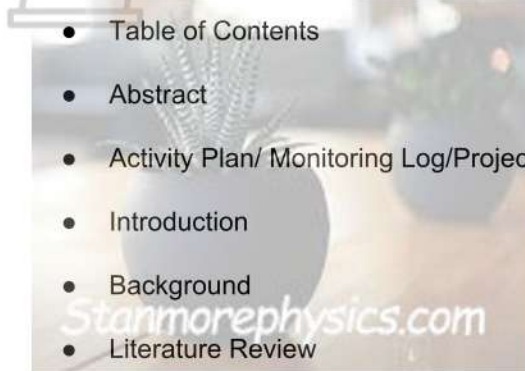 ● Table of Contents
● Abstract
● Activity Plan/ Monitoring Log/Projec
● Introduction
● Background
Stanmorephysics.com
● Literature Review